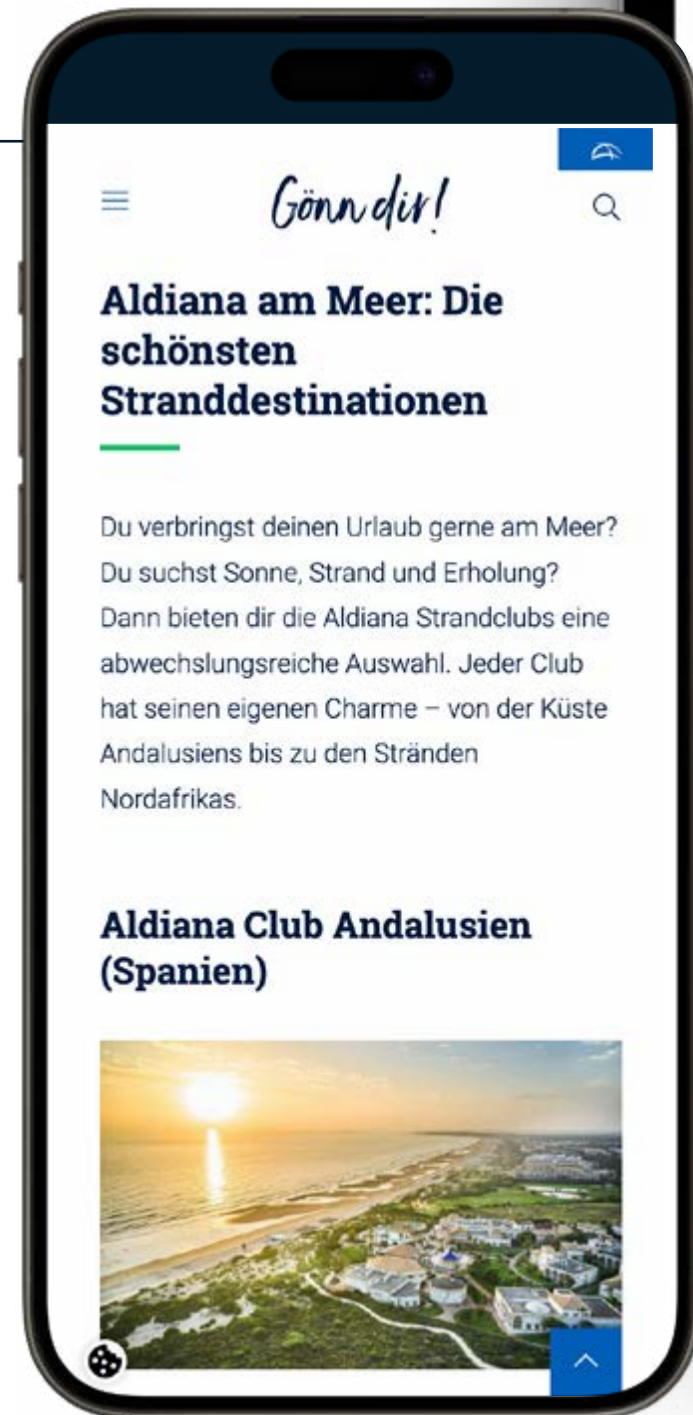 Gönn dir!
Aldiana am Meer: Die
schönsten
Stranddestinationen
Du verbringst deinen Urlaub gerne am Meer?
Du suchst Sonne, Strand und Erholung?
Dann bieten dir die Aldiana Strandclubs eine
abwechslungsreiche Auswahl. Jeder Club
hat seinen eigenen Charme – von der Küste
Andalusiens bis zu den Stränden
Nordafrikas.
Aldiana Club Andalusien
(Spanien)